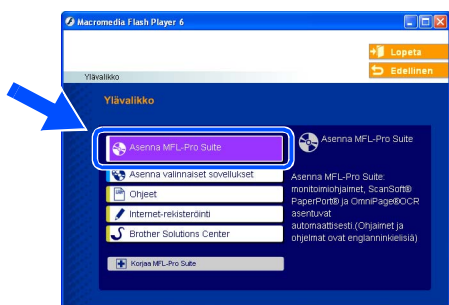 Macromedia Flash Player 6
Lopeta
Edellinen
Ylävalikko
Ylävalikko
Asenna MFL-Pro Suite
Asenna valinnaiset sovellukset
Ohjeet
Internet-rekisteröinti
Brother Solutions Center
Korjaa MFL-Pro Suite
Asenna MFL-Pro Suite
Asenna MFL-Pro Suite:
monitoimiohjaimet, ScanSoft®
PaperPort® ja OmniPage®OCR
asentuvat
automaattisesti.(Ohjaimet ja
ohjelmat ovat englanninkielisiä)